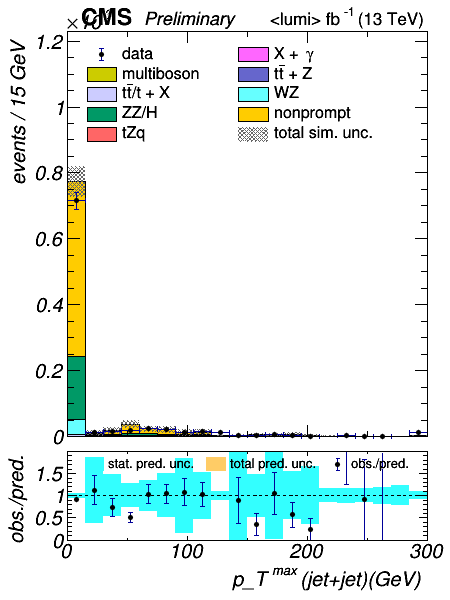 × 10
CMS Preliminary <lumi> fb⁻¹ (13 TeV)
events / 15 GeV
data
multiboson
tt̄/t + X
ZZ/H
tZq
X + γ
tt̄ + Z
WZ
nonprompt
total sim. unc.
1
0.8
0.6
0.4
0.2
0
obs./pred.
stat. pred. unc. total pred. unc. obs./pred.
1.5
1
0.5
0
0 100 200 300
p_T^max (jet+jet)(GeV)